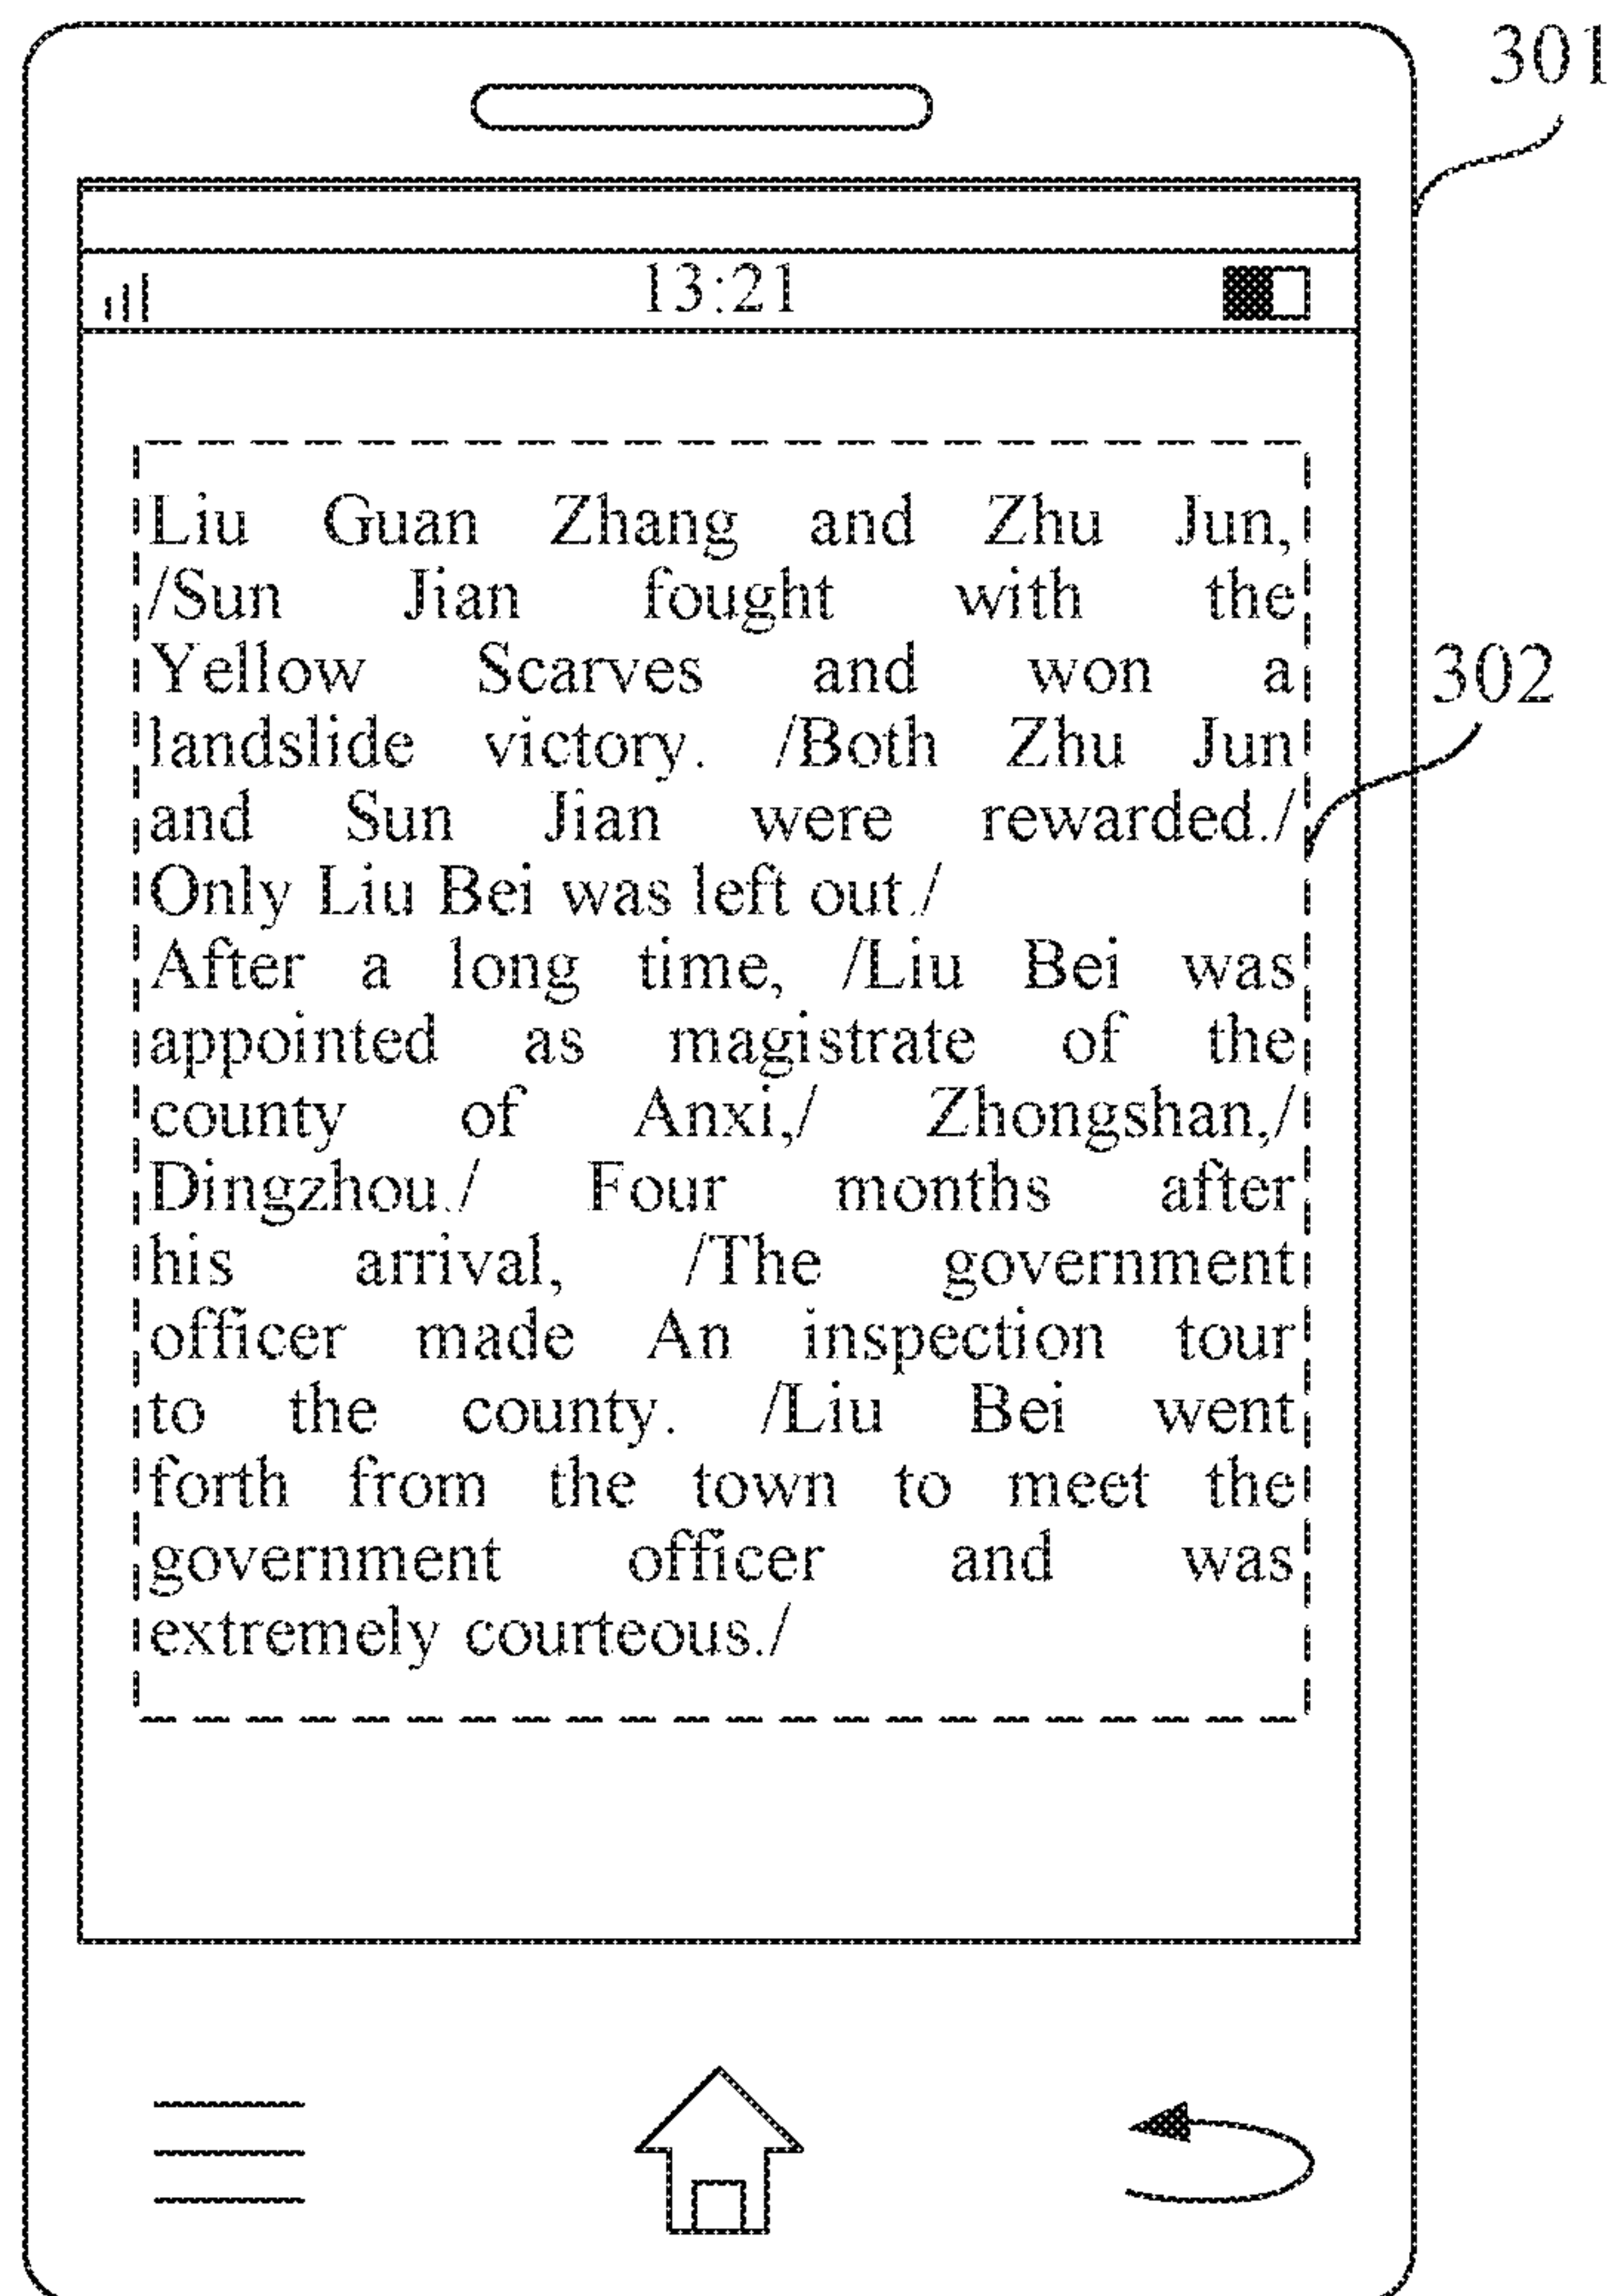 301
13:21
Liu Guan Zhang and Zhu Jun,
/Sun Jian fought with the
Yellow Scarves and won a
302
landslide victory. /Both Zhu Jun
and Sun Jian were rewarded./
Only Liu Bei was left out./
After a long time, /Liu Bei was
appointed as magistrate of the
county of Anxi,/ Zhongshan,/
Dingzhou./ Four months after
his arrival, /The government
officer made An inspection tour
to the county. /Liu Bei went
forth from the town to meet the
government officer and was
extremely courteous./